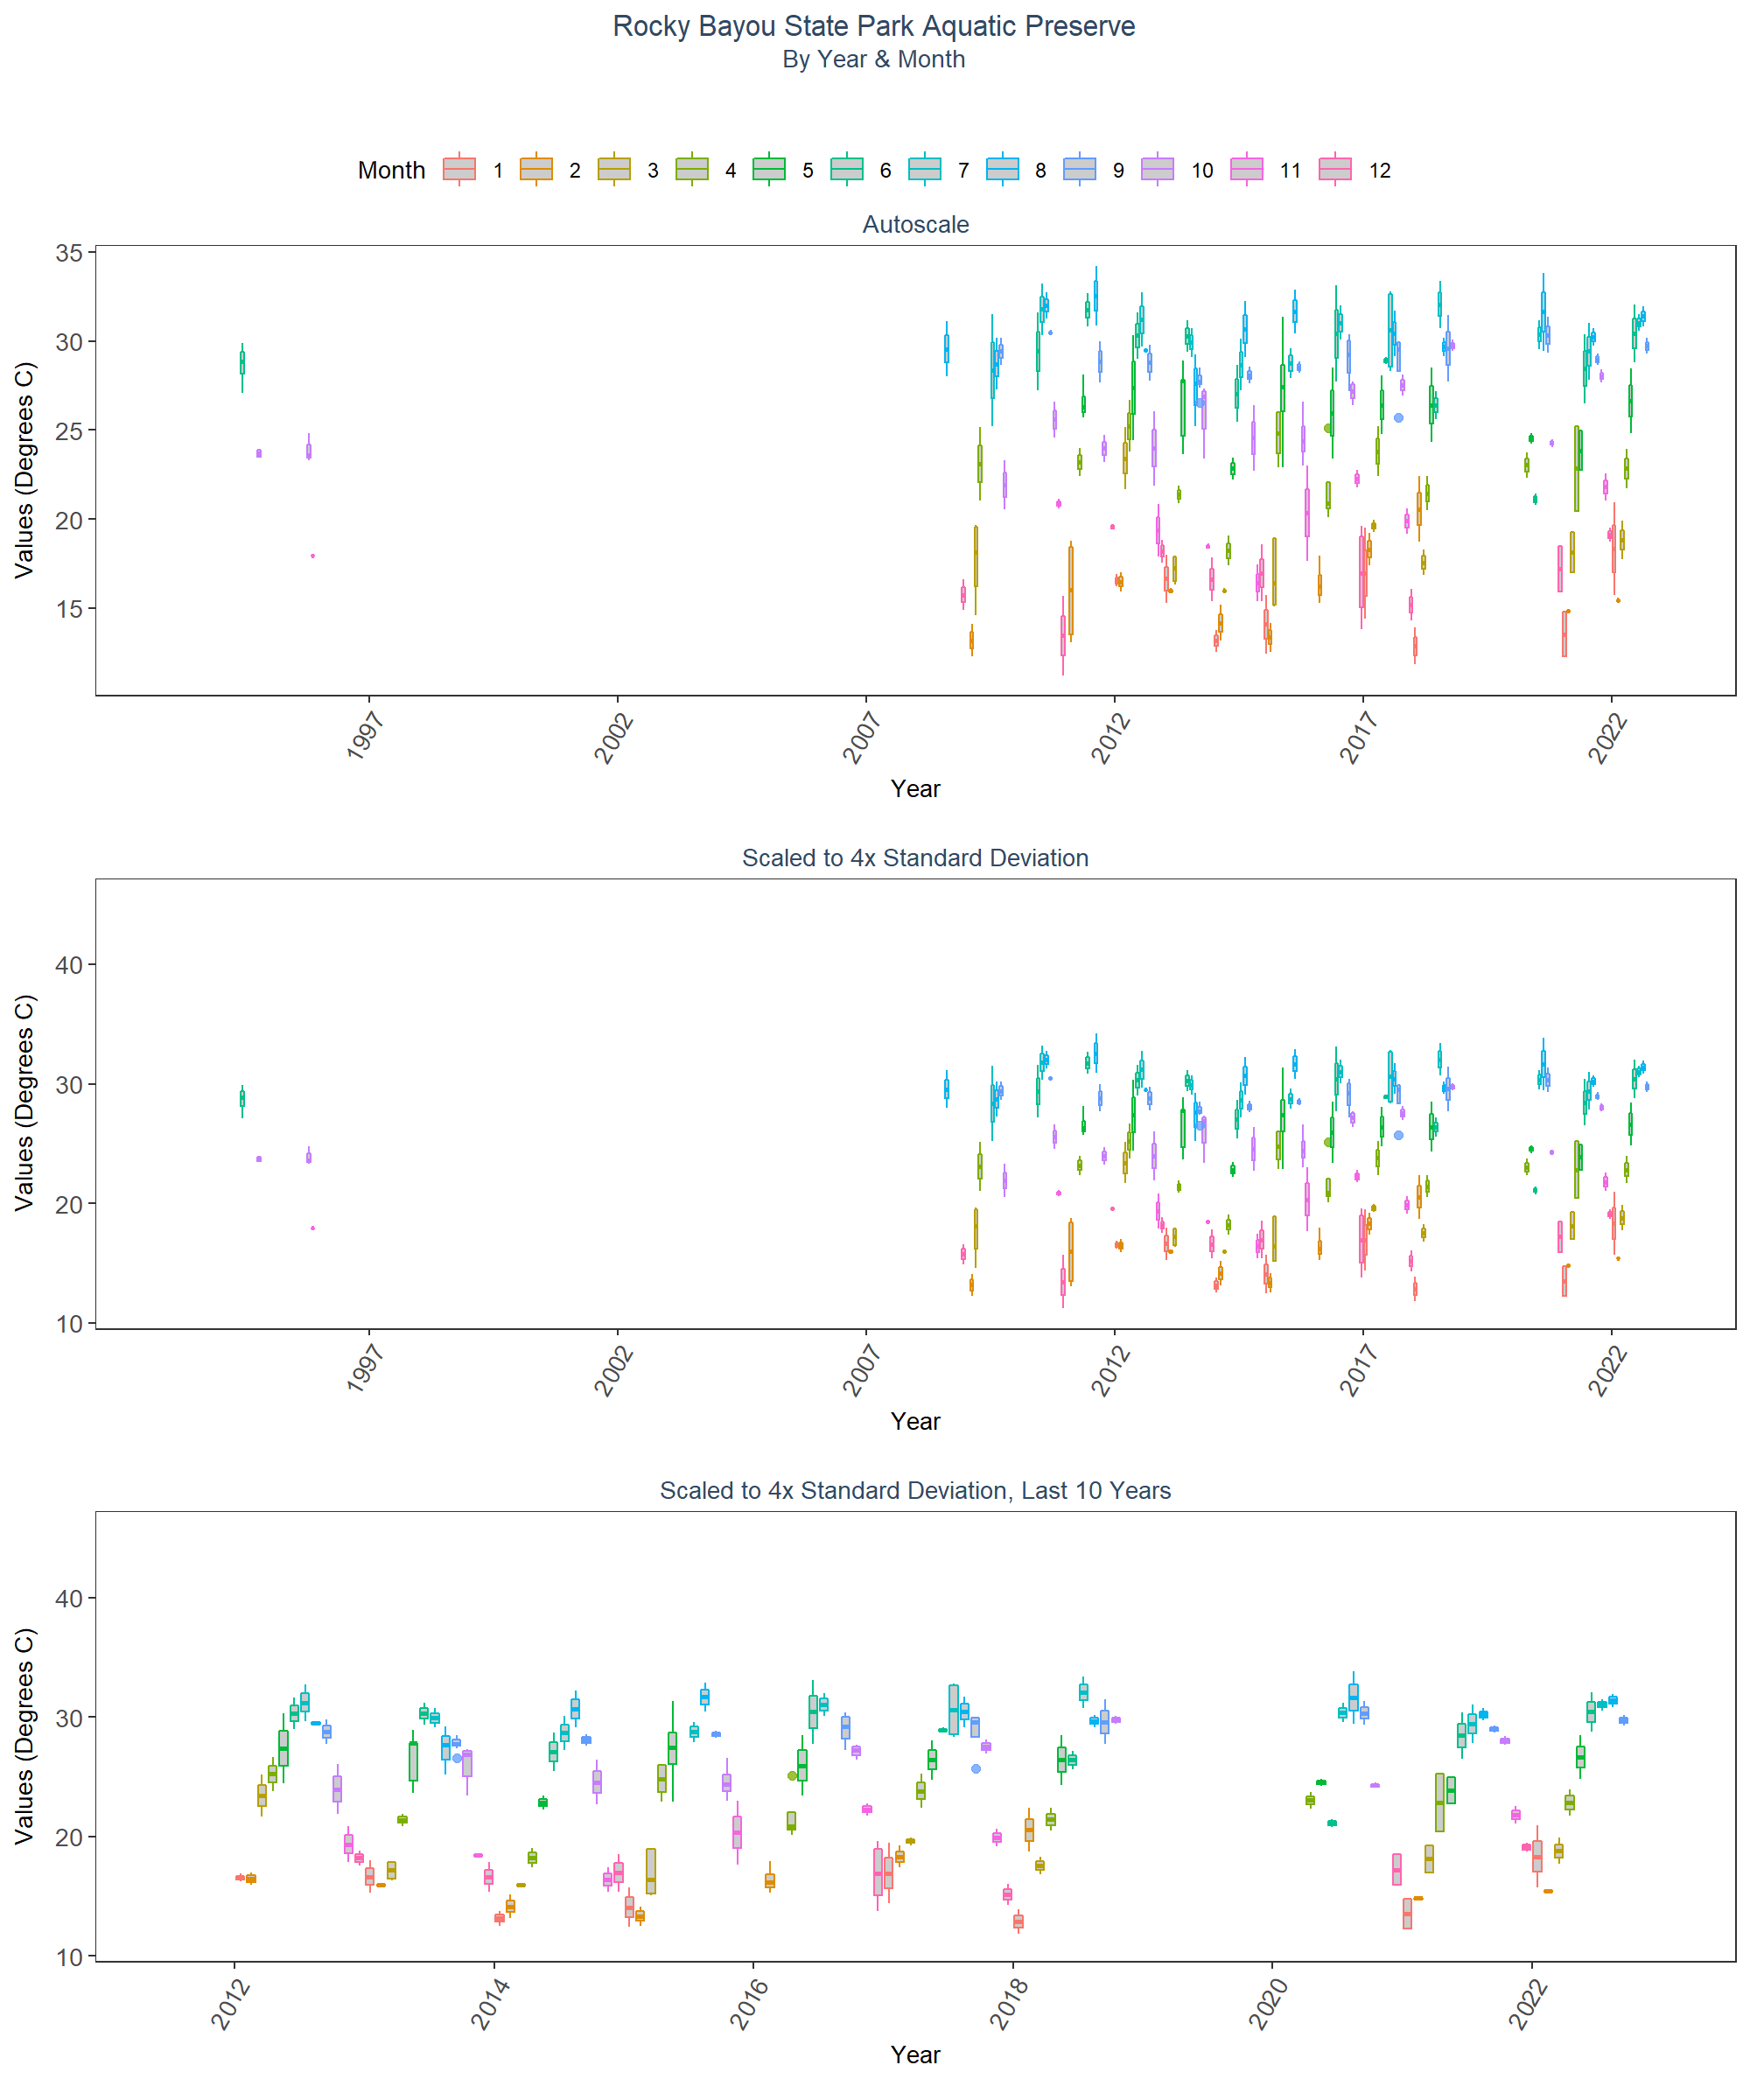 Rocky Bayou State Park Aquatic Preserve
By Year & Month
Month 1 2 3 4 5 6 7 8 9 10 11 12
Autoscale
Values (Degrees C)
35
30
25
20
15
1997 2002 2007 2012 2017 2022
Year
Scaled to 4x Standard Deviation
Values (Degrees C)
40
30
20
10
1997 2002 2007 2012 2017 2022
Year
Scaled to 4x Standard Deviation, Last 10 Years
Values (Degrees C)
40
30
20
10
2012 2014 2016 2018 2020 2022
Year